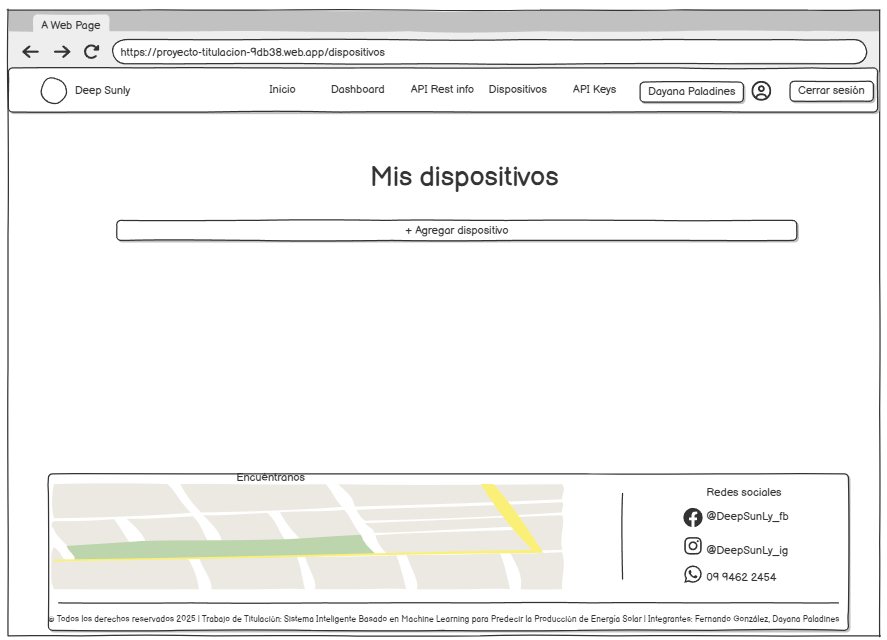 A Web Page
https://proyecto-titulacion-9db38.web.app/dispositivos
Deep Sunly Inicio Dashboard API Rest info Dispositivos API Keys Dayana Paladines Cerrar sesión
Mis dispositivos
+ Agregar dispositivo
Encuéntranos
Redes sociales
@DeepSunLy_fb
@DeepSunLy_ig
09 9462 2454
© Todos los derechos reservados 2025 | Trabajo de Titulación: Sistema Inteligente Basado en Machine Learning para Predecir la Producción de Energía Solar | Integrantes: Fernando González, Dayana Paladines